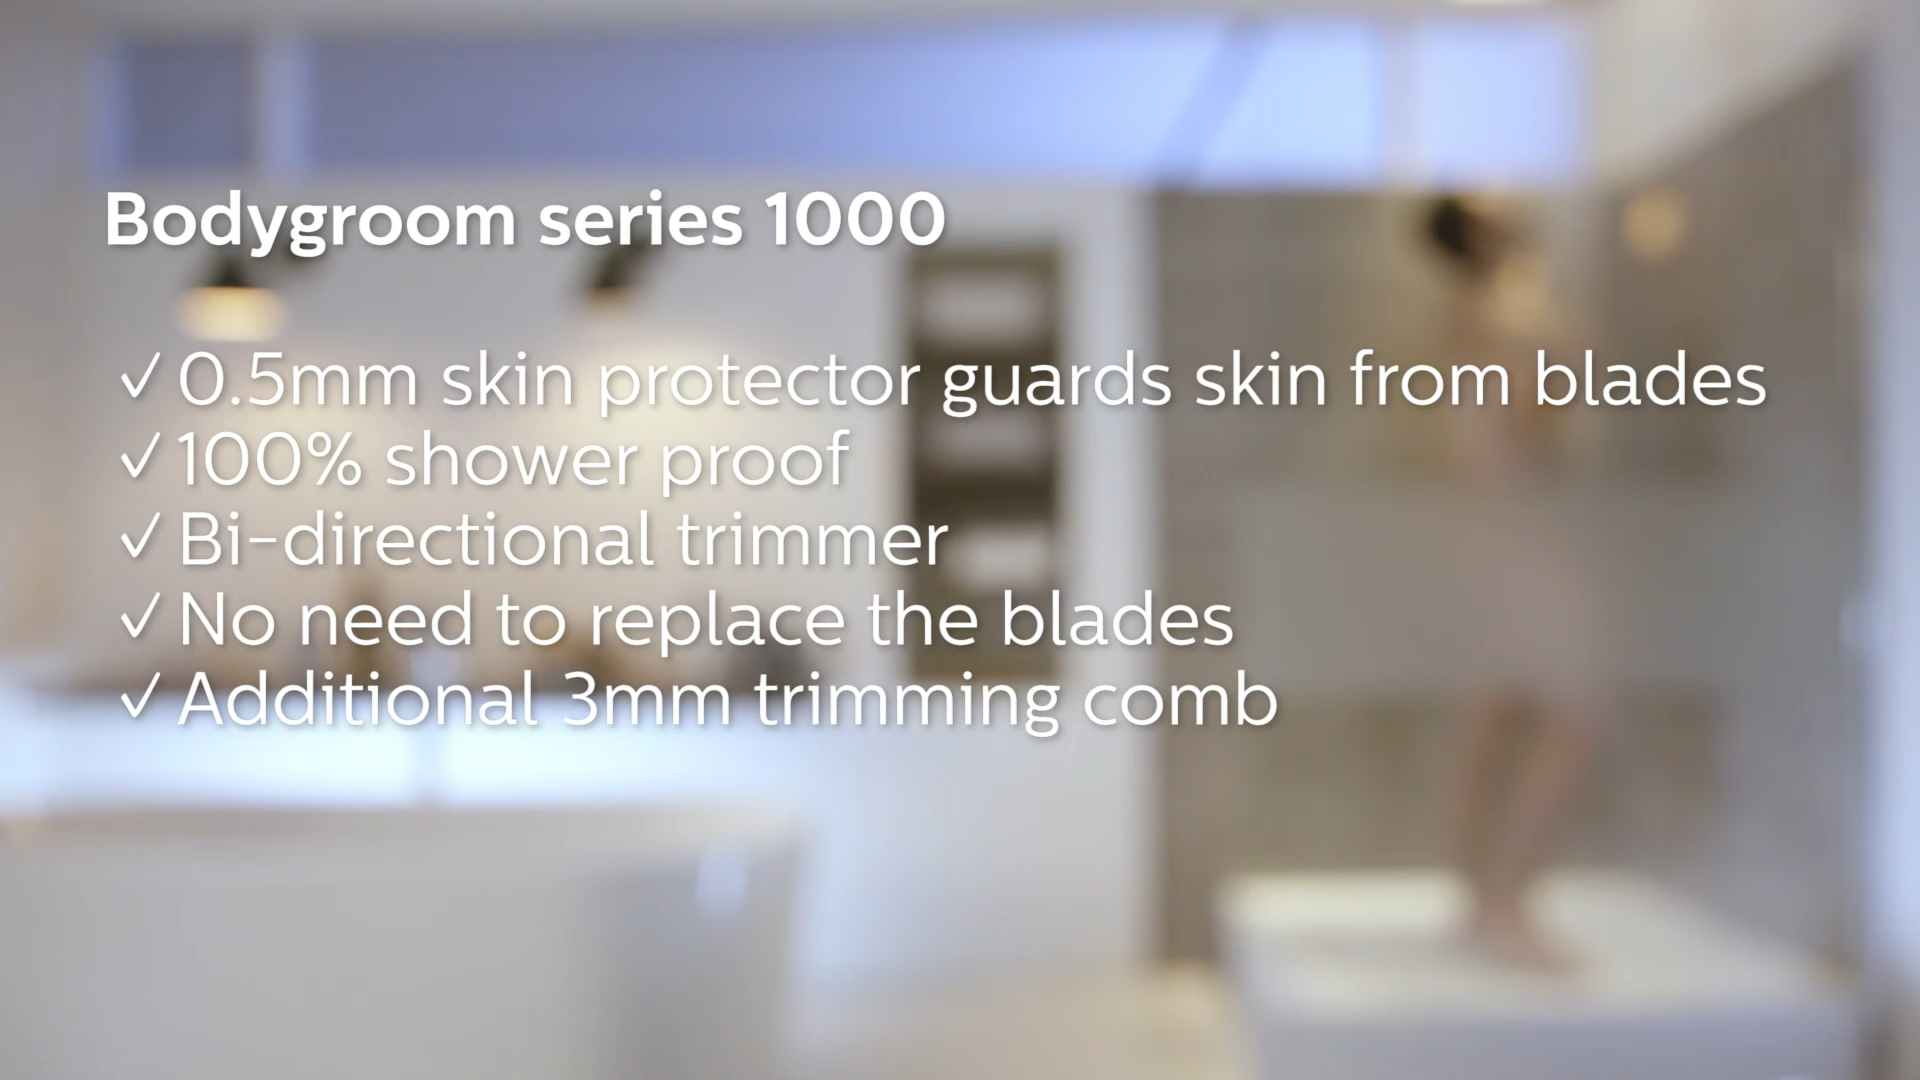 Bodygroom series 1000
✓ 0.5mm skin protector guards skin from blades
✓ 100% shower proof
✓ Bi-directional trimmer
✓ No need to replace the blades
✓ Additional 3mm trimming comb